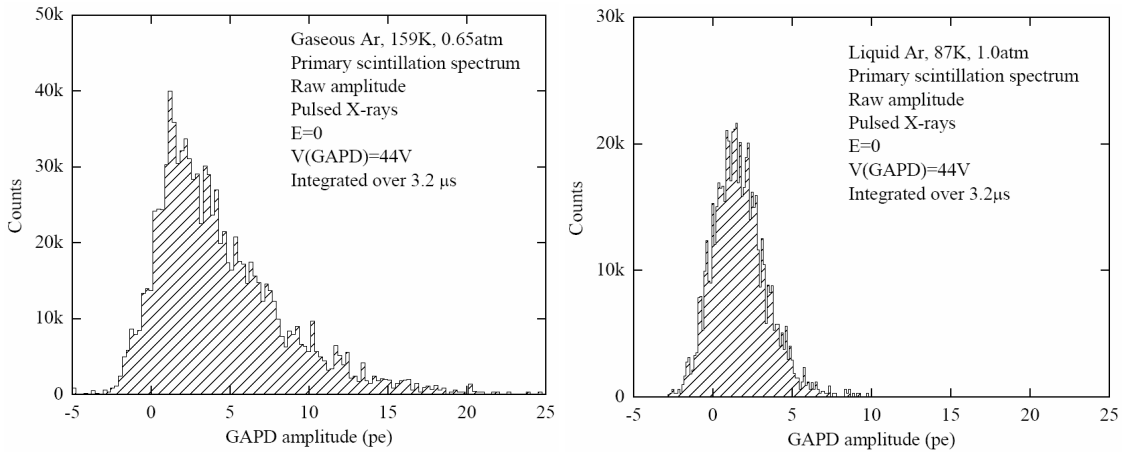 50k
40k
30k
20k
10k
0
Counts
Gaseous Ar, 159K, 0.65atm
Primary scintillation spectrum
Raw amplitude
Pulsed X-rays
E=0
V(GAPD)=44V
Integrated over 3.2 μs
-5 0 5 10 15 20 25
GAPD amplitude (pe)
30k
20k
10k
0
Counts
Liquid Ar, 87K, 1.0atm
Primary scintillation spectrum
Raw amplitude
Pulsed X-rays
E=0
V(GAPD)=44V
Integrated over 3.2μs
-5 0 5 10 15 20 25
GAPD amplitude (pe)